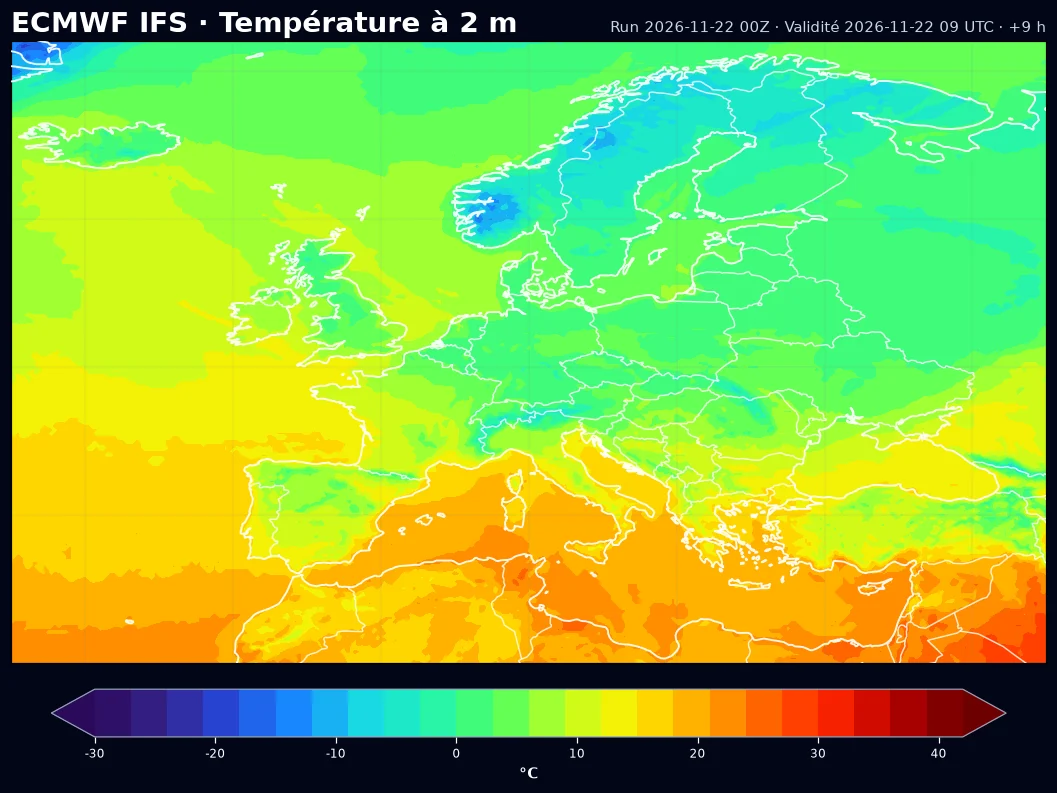 ECMWF IFS · Température à 2 m
Run 2026-11-22 00Z · Validité 2026-11-22 09 UTC · +9 h
-30 -20 -10 0 10 20 30 40
°C